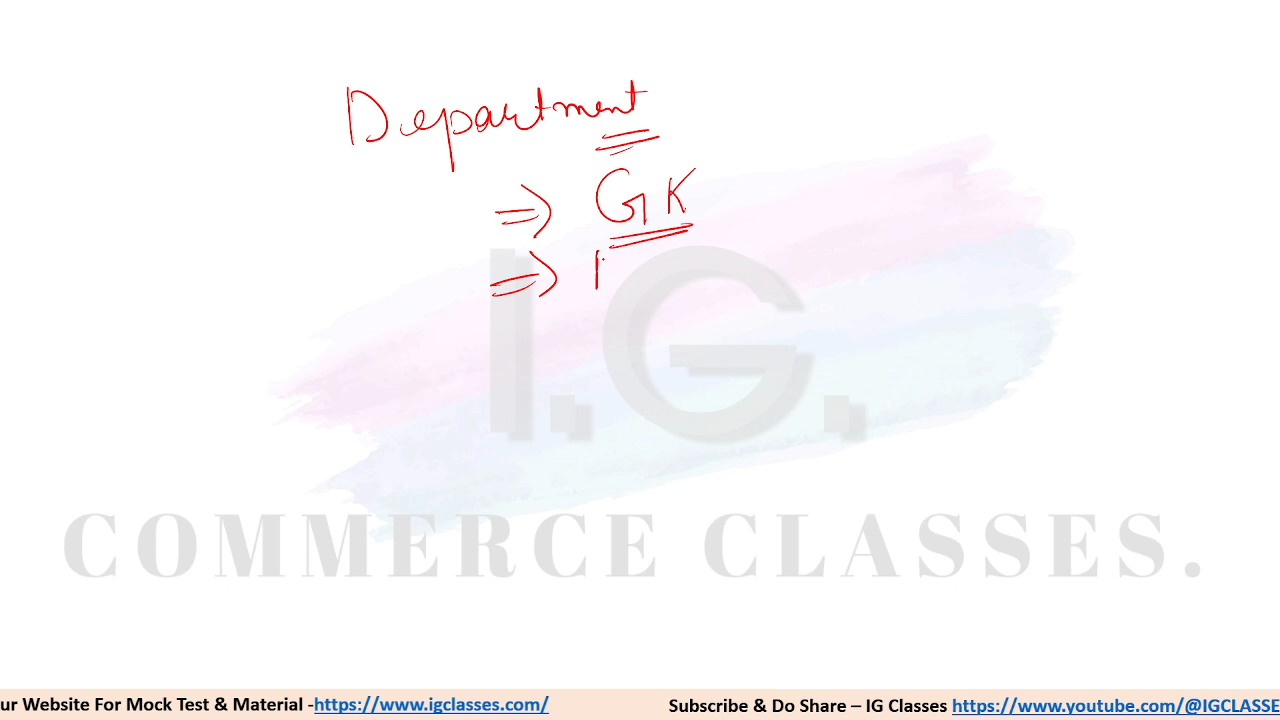 Department
⇒ GK
⇒ I
I.G.
COMMERCE CLASSES.
ur Website For Mock Test & Material -https://www.igclasses.com/
Subscribe & Do Share – IG Classes https://www.youtube.com/@IGCLASSE